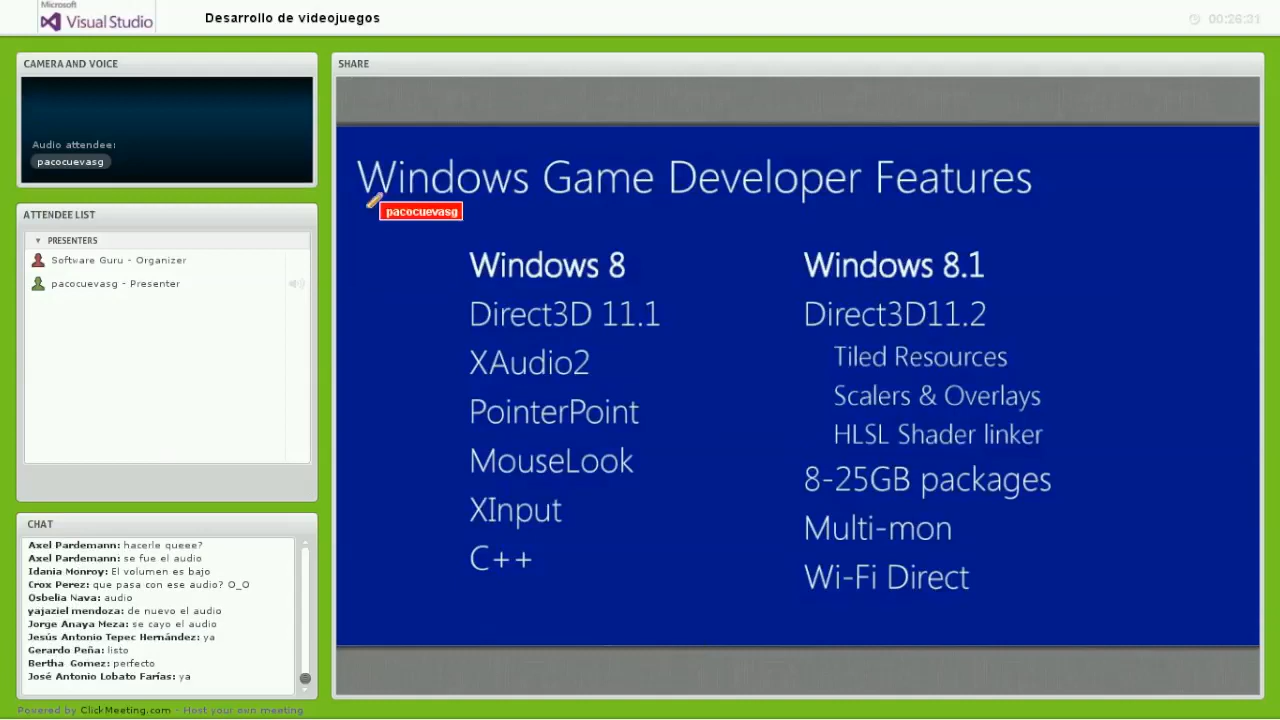 Microsoft
Visual Studio
Desarrollo de videojuegos
00:26:31
CAMERA AND VOICE
Audio attendee:
pacocuevasg
ATTENDEE LIST
PRESENTERS
Software Guru - Organizer
pacocuevasg - Presenter
CHAT
Axel Pardemann: hacerle queee?
Axel Pardemann: se fue el audio
Idania Monroy: El volumen es bajo
Crox Perez: que pasa con ese audio? O_O
Osbelia Nava: audio
yajaziel mendoza: de nuevo el audio
Jorge Anaya Meza: se cayo el audio
Jesús Antonio Tepec Hernández: ya
Gerardo Peña: listo
Bertha Gomez: perfecto
José Antonio Lobato Farías: ya
Powered by ClickMeeting.com - Host your own meeting
SHARE
Windows Game Developer Features
pacocuevasg
Windows 8
Direct3D 11.1
XAudio2
PointerPoint
MouseLook
XInput
C++
Windows 8.1
Direct3D11.2
Tiled Resources
Scalers & Overlays
HLSL Shader linker
8-25GB packages
Multi-mon
Wi-Fi Direct